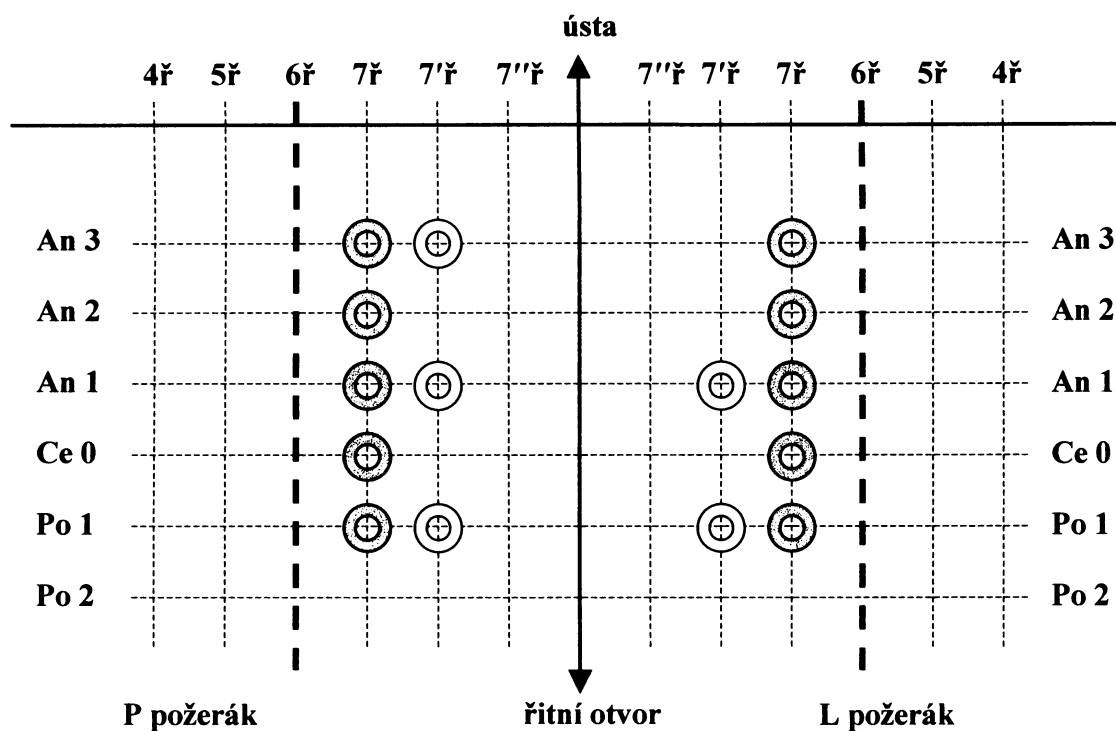 ústa
4ř 5ř 6ř 7ř 7'ř 7''ř 7''ř 7'ř 7ř 6ř 5ř 4ř
An 3 An 3
An 2 An 2
An 1 An 1
Ce 0 Ce 0
Po 1 Po 1
Po 2 Po 2
P požerák řitní otvor L požerák